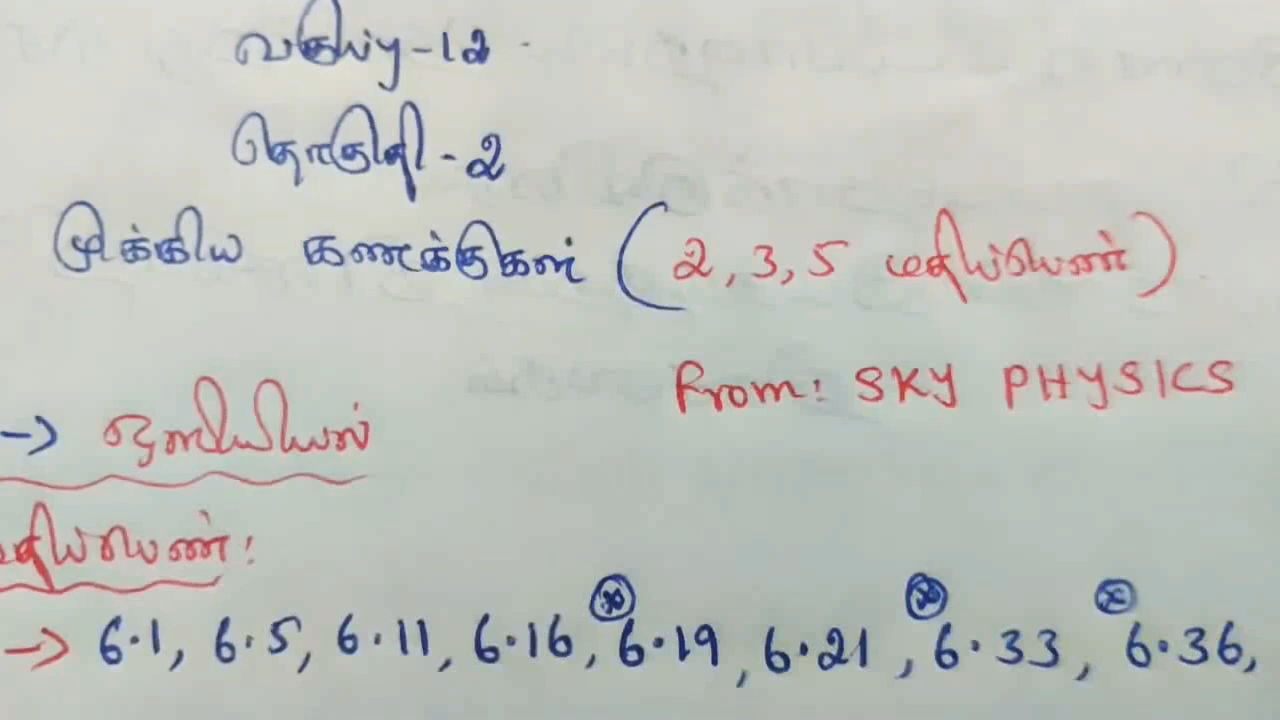 வகுப்பு-12
தொகுதி-2
முக்கிய கணக்குகள் (2, 3, 5 மதிப்பெண்)
From: SKY PHYSICS
→ ஒளியியல்
மதிப்பெண்:
→ 6.1, 6.5, 6.11, 6.16, 6.19, 6.21, 6.33, 6.36,